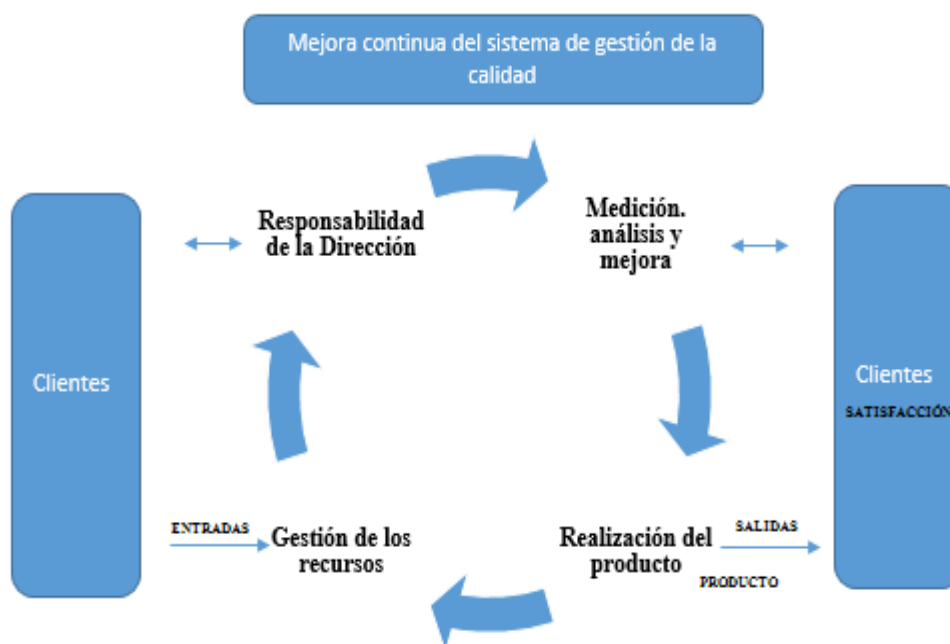 Mejora continua del sistema de gestión de la
calidad
Responsabilidad
de la Dirección
Medición.
análisis y
mejora
Clientes
Clientes
SATISFACCIÓN
ENTRADAS
Gestión de los
recursos
Realización del
producto
SALIDAS
PRODUCTO